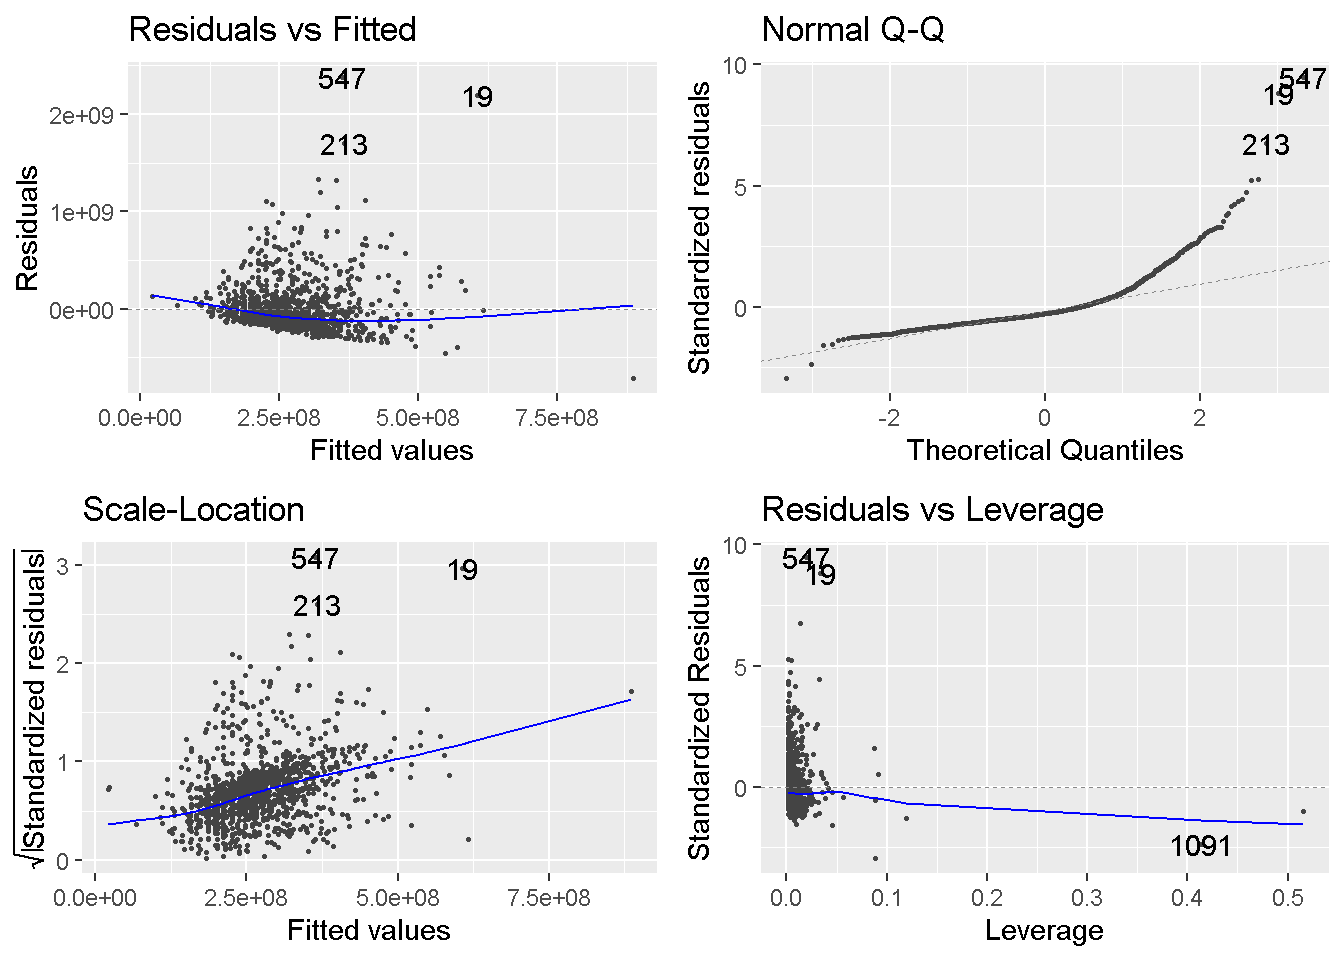 Residuals vs Fitted
Residuals
2e+09
1e+09
0e+00
547
19
213
0.0e+00 2.5e+08 5.0e+08 7.5e+08
Fitted values
Normal Q-Q
Standardized residuals
10
5
0
547
19
213
-2 0 2
Theoretical Quantiles
Scale-Location
√|Standardized residuals|
3
2
1
0
547
19
213
0.0e+00 2.5e+08 5.0e+08 7.5e+08
Fitted values
Residuals vs Leverage
Standardized Residuals
10
5
0
547
19
1091
0.0 0.1 0.2 0.3 0.4 0.5
Leverage